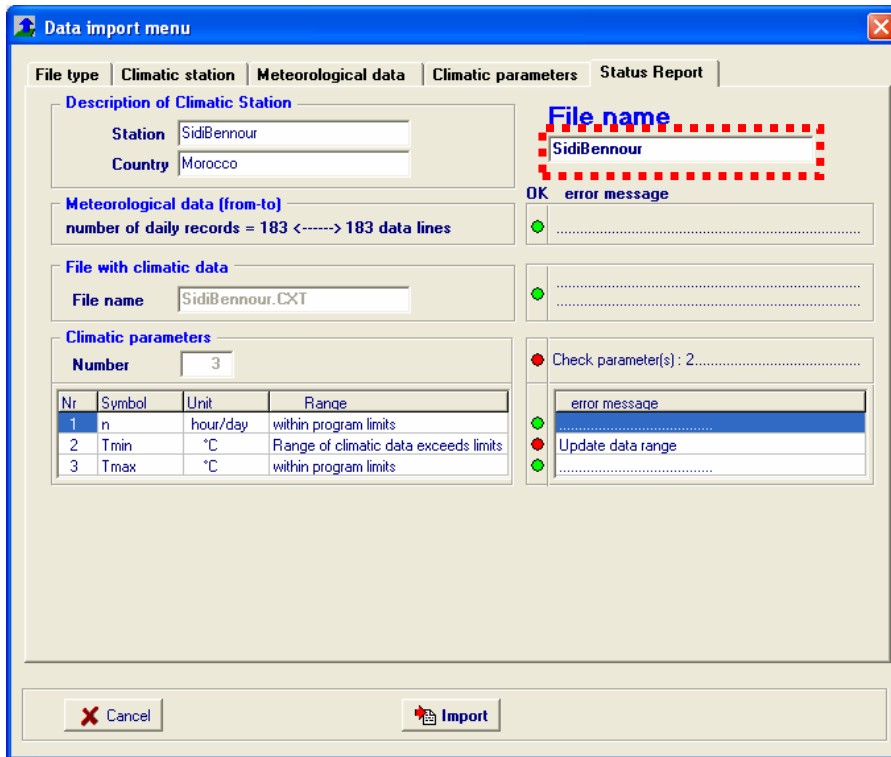 Data import menu
File type Climatic station Meteorological data Climatic parameters Status Report
Description of Climatic Station
Station SidiBennour
Country Morocco
File name
SidiBennour
OK error message
Meteorological data (from-to)
number of daily records = 183 <------> 183 data lines
................................................................................
File with climatic data
File name SidiBennour.CXT
................................................................................
................................................................................
Climatic parameters
Number 3
Check parameter(s) : 2............................................
Nr Symbol Unit Range error message
1 n hour/day within program limits ........................................
2 Tmin °C Range of climatic data exceeds limits Update data range
3 Tmax °C within program limits ........................................
Cancel Import